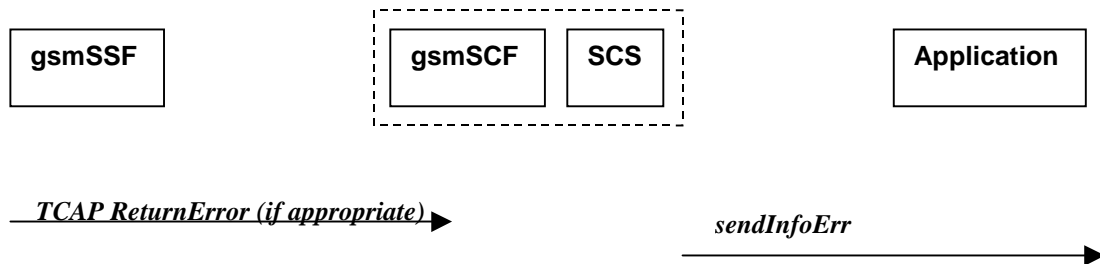 gsmSSF
gsmSCF
SCS
Application
TCAP ReturnError (if appropriate)
sendInfoErr